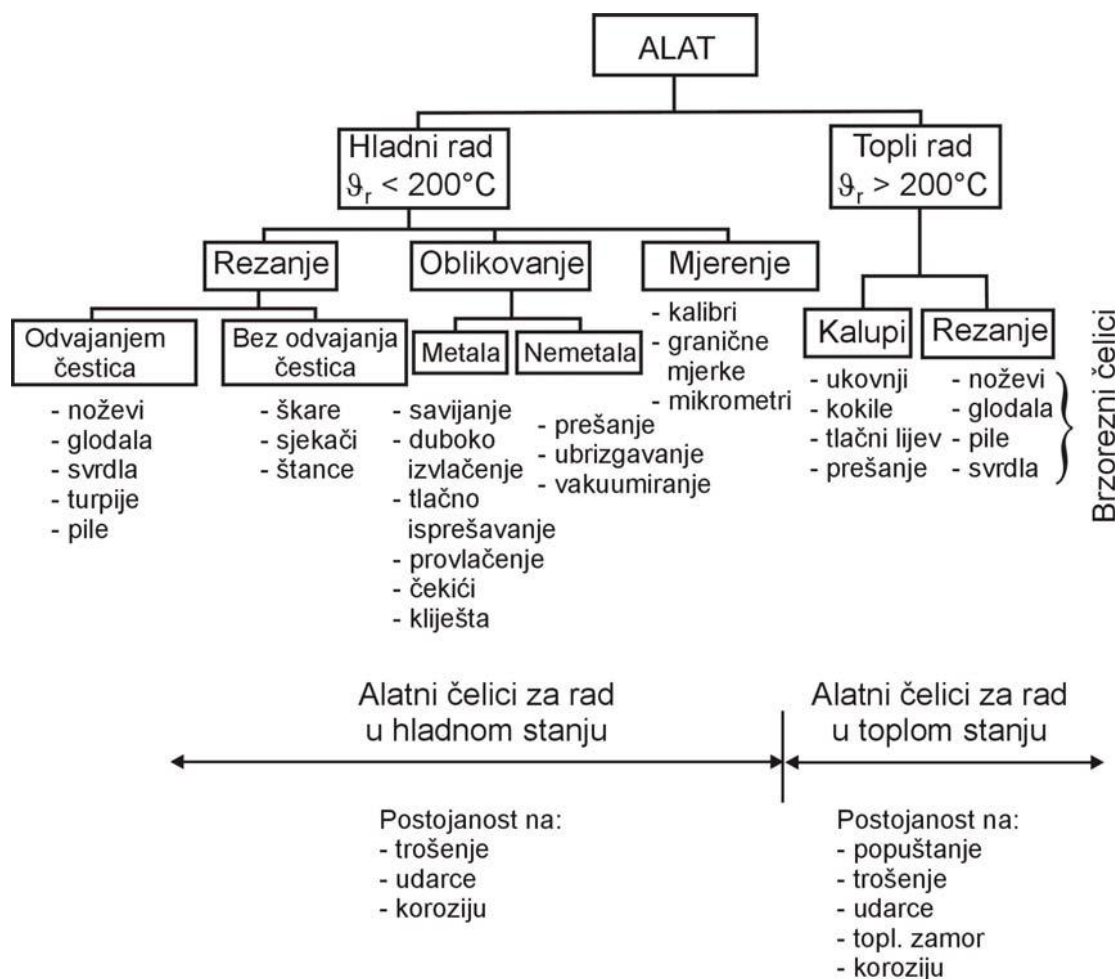 ALAT
Hladni rad
ϑr < 200°C
Topli rad
ϑr > 200°C
Rezanje
Oblikovanje
Mjerenje
Odvajanjem
čestica
- noževi
- glodala
- svrdla
- turpije
- pile
Bez odvajanja
čestica
- škare
- sjekači
- štance
Metala
- savijanje
- duboko
izvlačenje
- tlačno
isprešavanje
- provlačenje
- čekići
- kliješta
Nemetala
- prešanje
- ubrizgavanje
- vakuumiranje
- kalibri
- granične
mjerke
- mikrometri
Kalupi
- ukovnji
- kokile
- tlačni lijev
- prešanje
Rezanje
- noževi
- glodala
- pile
- svrdla
Brzorezni čelici
Alatni čelici za rad
u hladnom stanju
Alatni čelici za rad
u toplom stanju
Postojanost na:
- trošenje
- udarce
- koroziju
Postojanost na:
- popuštanje
- trošenje
- udarce
- topl. zamor
- koroziju